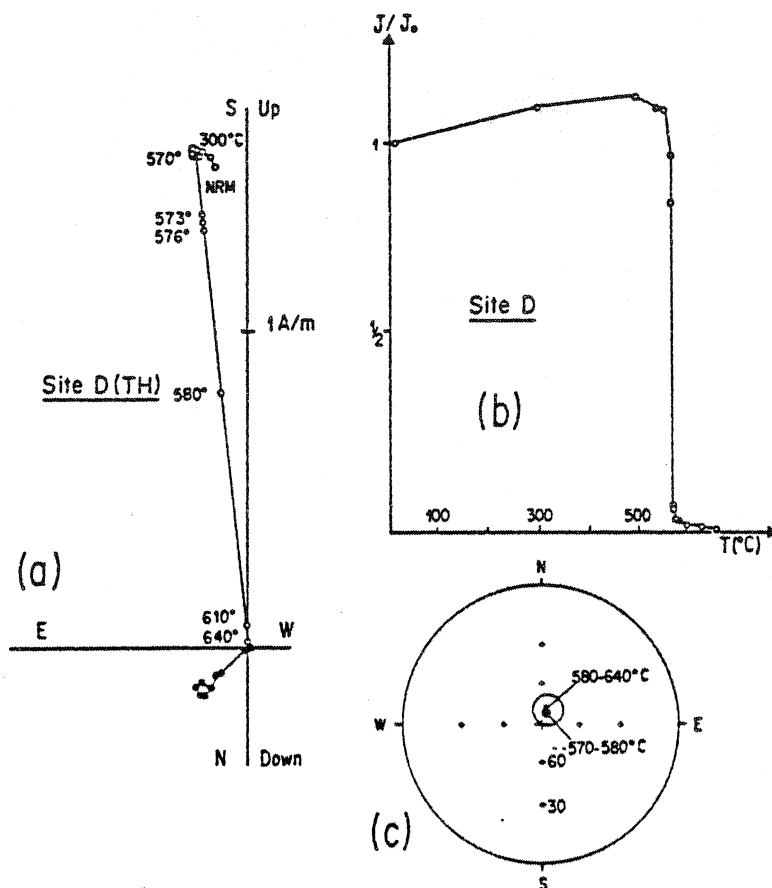 S Up
300°C
570°
NRM
573°
576°
1A/m
Site D(TH)
580°
(a)
610°
E
640°
W
N Down
J/J₀
1
Site D
1/2
(b)
100 300 500
T(°C)
N
580-640°C
W
E
570-580°C
60
30
(c)
S